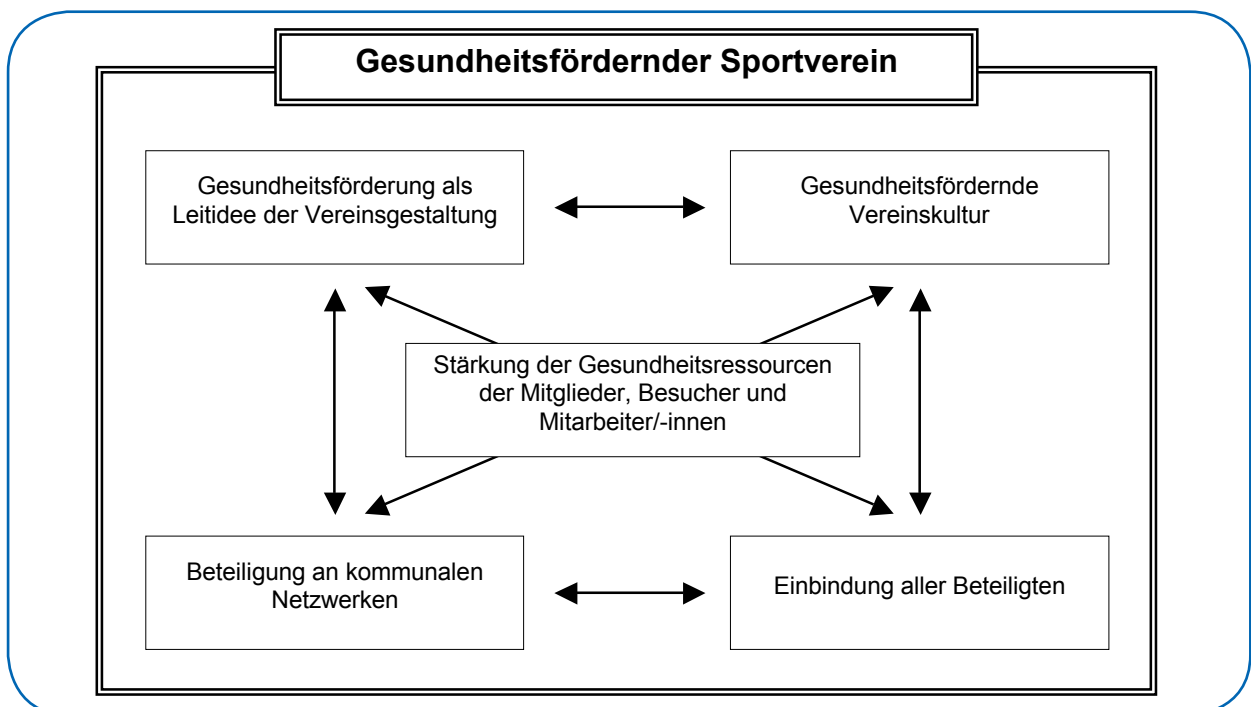 Gesundheitsfördernder Sportverein
Gesundheitsförderung als
Leitidee der Vereinsgestaltung
Gesundheitsfördernde
Vereinskultur
Stärkung der Gesundheitsressourcen
der Mitglieder, Besucher und
Mitarbeiter/-innen
Beteiligung an kommunalen
Netzwerken
Einbindung aller Beteiligten